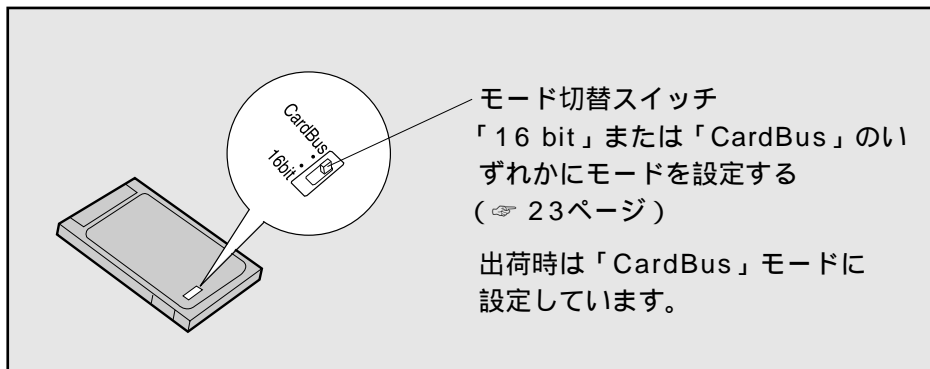 CardBus
16bit
モード切替スイッチ
「16 bit」または「CardBus」のい
ずれかにモードを設定する
(☞ 23ページ)
出荷時は「CardBus」モードに
設定しています。